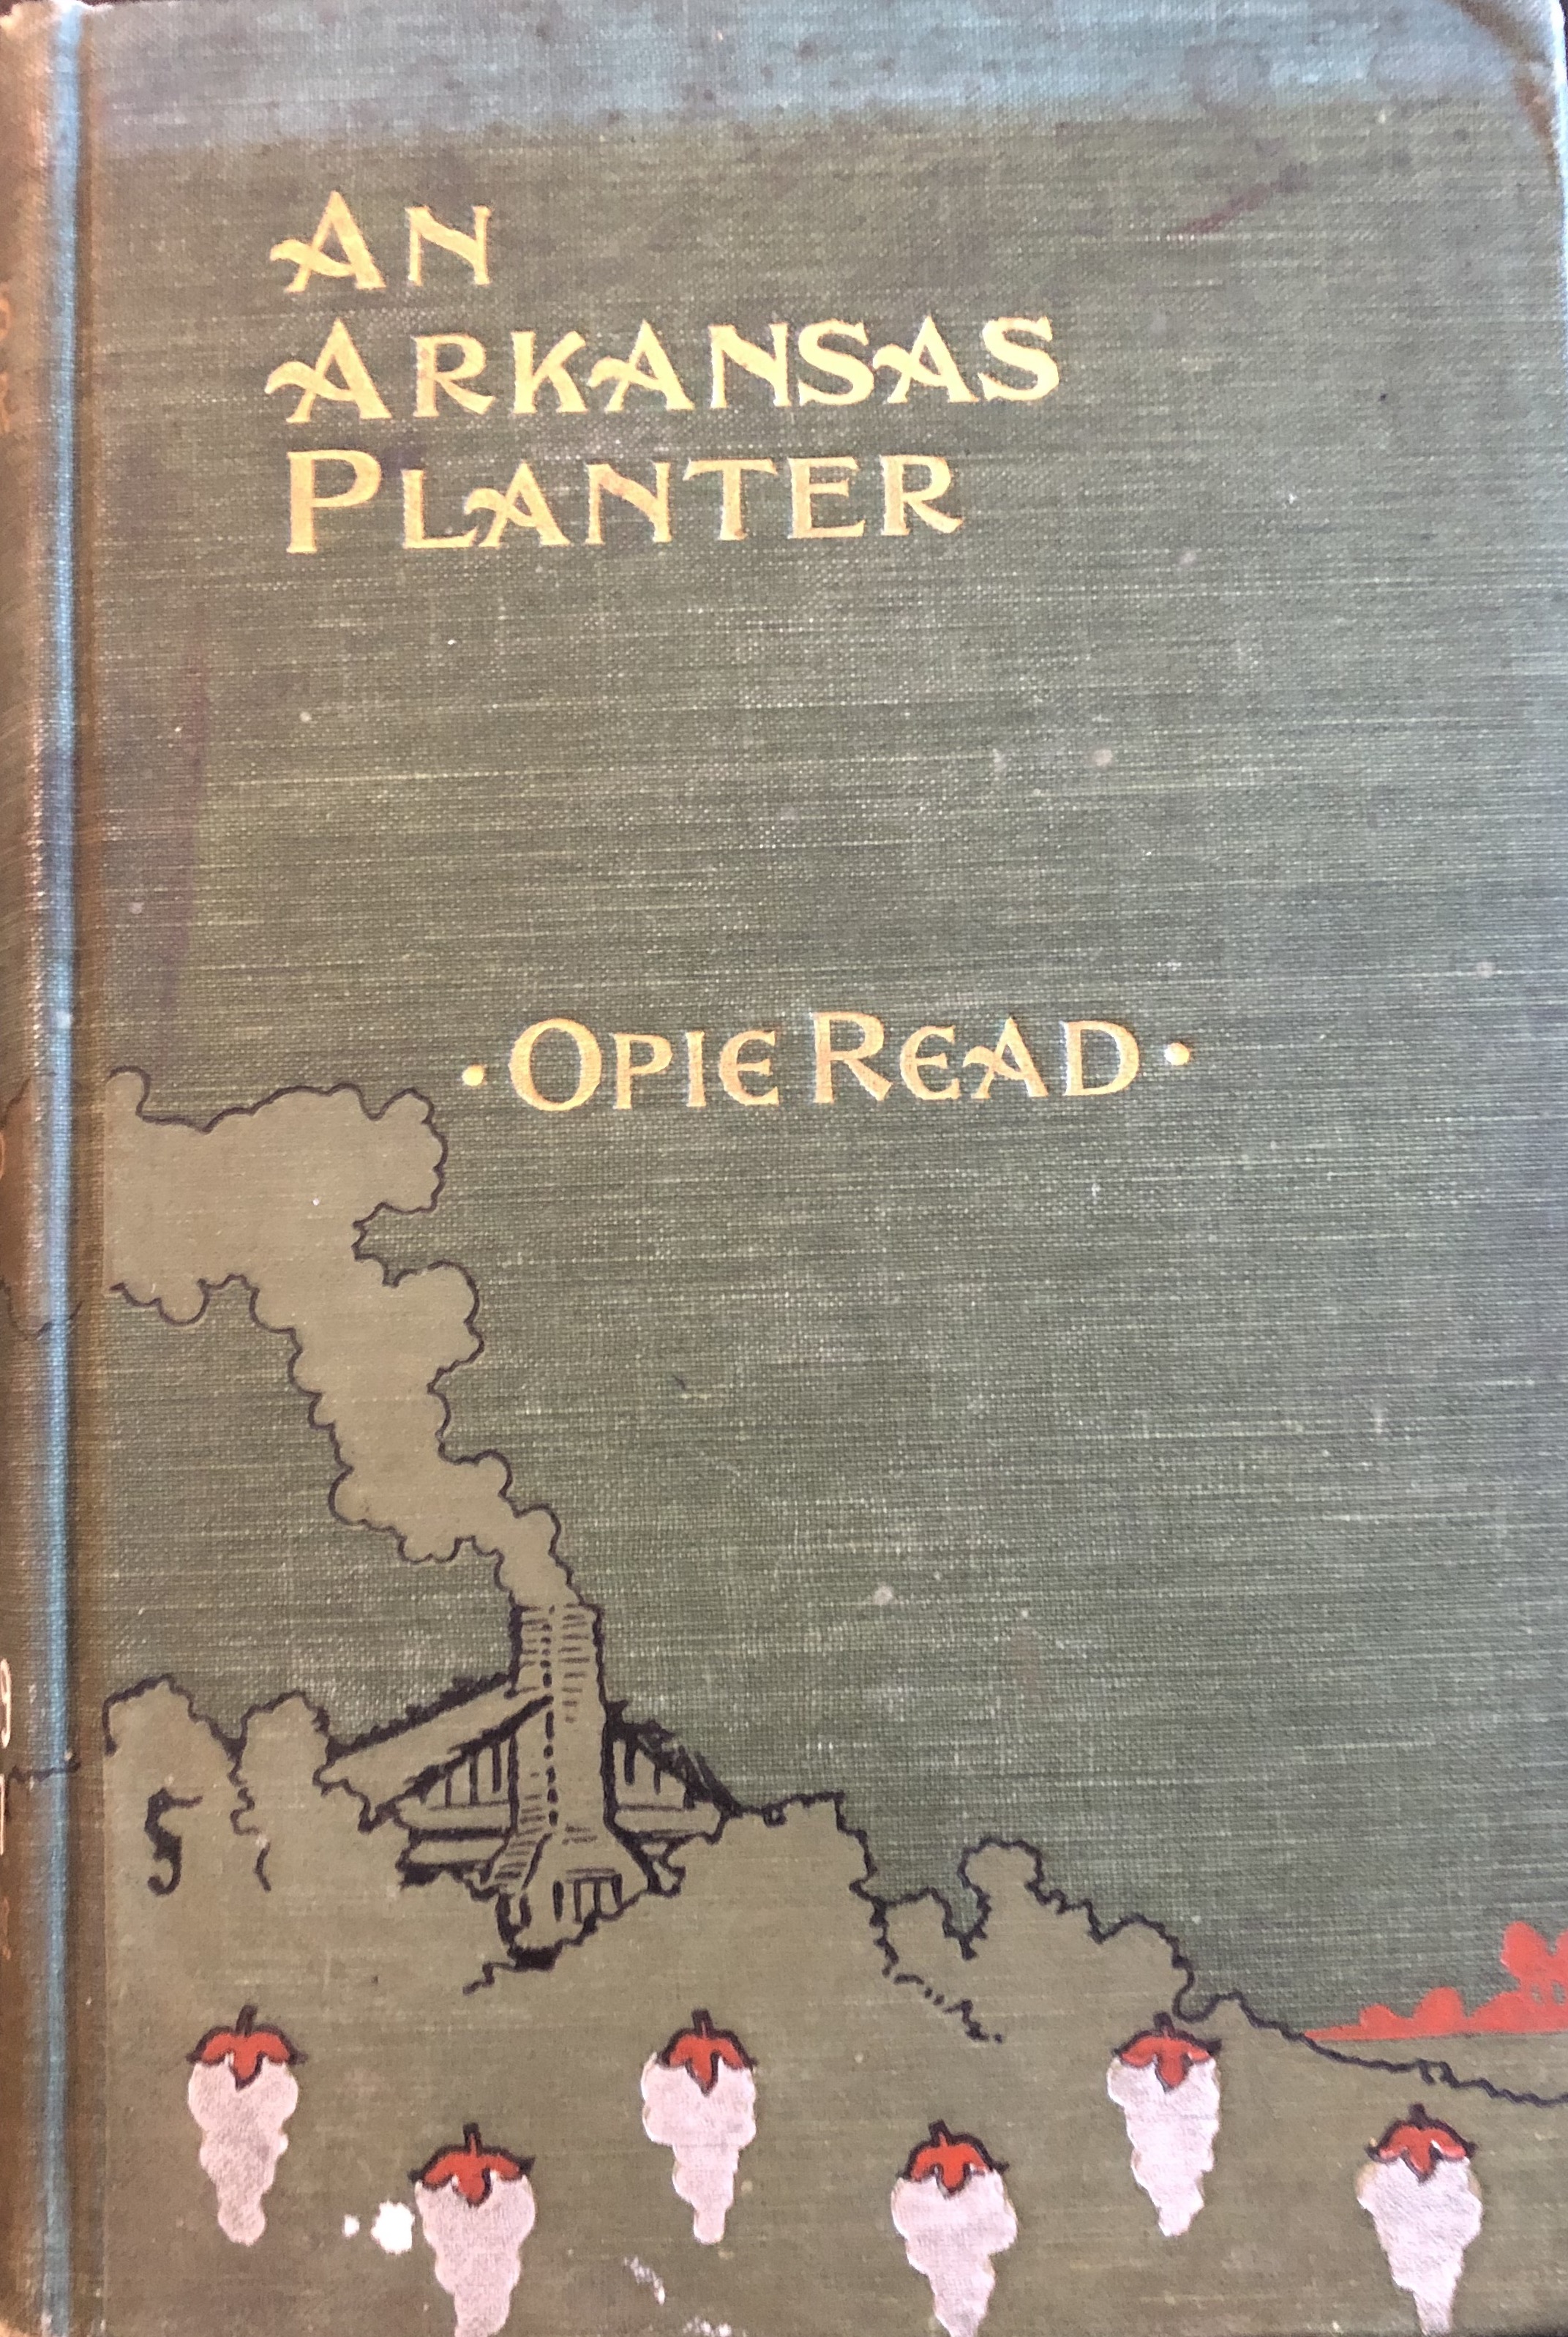 AN
ARKANSAS
PLANTER
·OPIE READ·